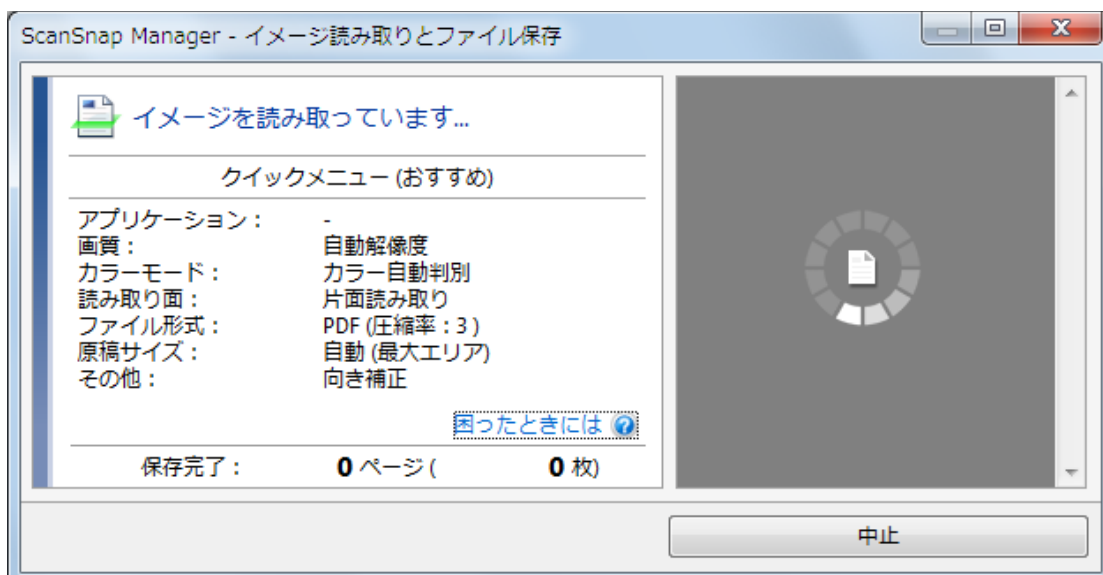 ScanSnap Manager - イメージ読み取りとファイル保存
イメージを読み取っています...
クイックメニュー (おすすめ)
アプリケーション： -
画質： 自動解像度
カラーモード： カラー自動判別
読み取り面： 片面読み取り
ファイル形式： PDF (圧縮率：3 )
原稿サイズ： 自動 (最大エリア)
その他： 向き補正
困ったときには
保存完了： 0 ページ ( 0 枚)
中止